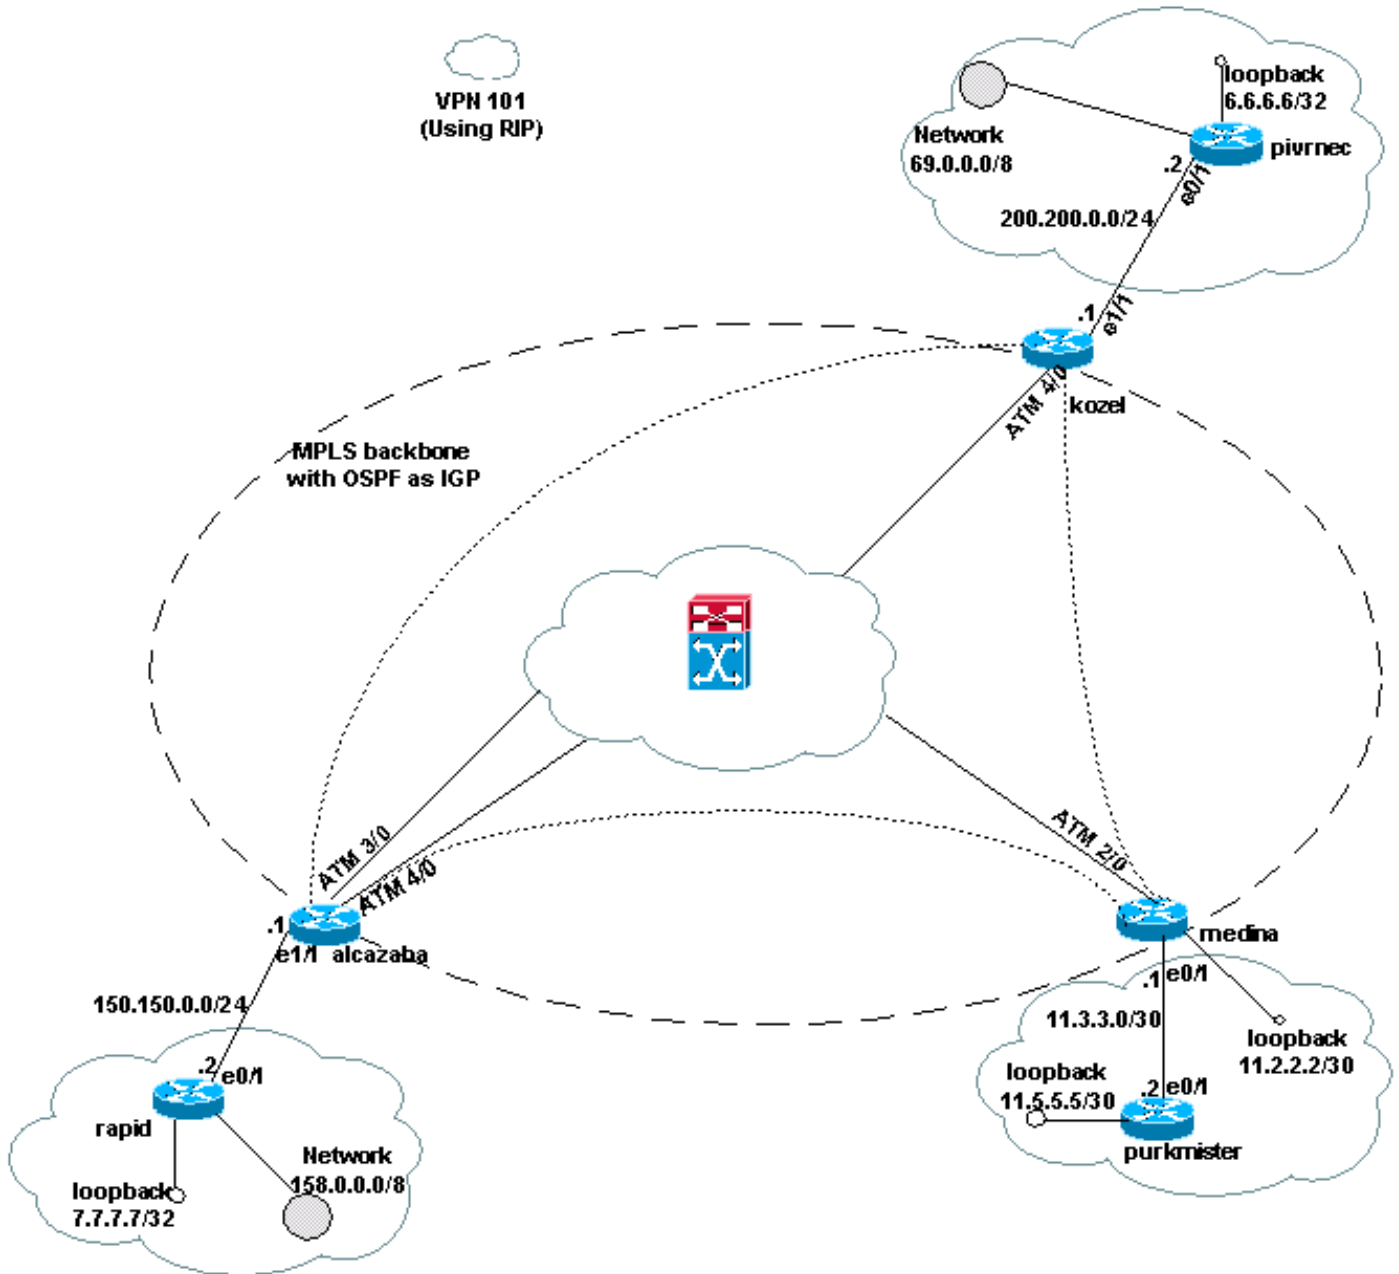 VPN 101
(Using RIP)
loopback
6.6.6.6/32
Network
69.0.0.0/8
pivrnec
.2
e0/1
200.200.0.0/24
.1
e1/1
ATM 4/0
kozel
MPLS backbone
with OSPF as IGP
ATM 3/0
ATM 4/0
ATM 2/0
.1
e1/1 alcazaba
medina
150.150.0.0/24
.1
e0/1
11.3.3.0/30
loopback
11.2.2.2/30
.2
e0/1
rapid
loopback
11.5.5.5/30
.2
e0/1
purkmister
Network
158.0.0.0/8
loopback
7.7.7.7/32